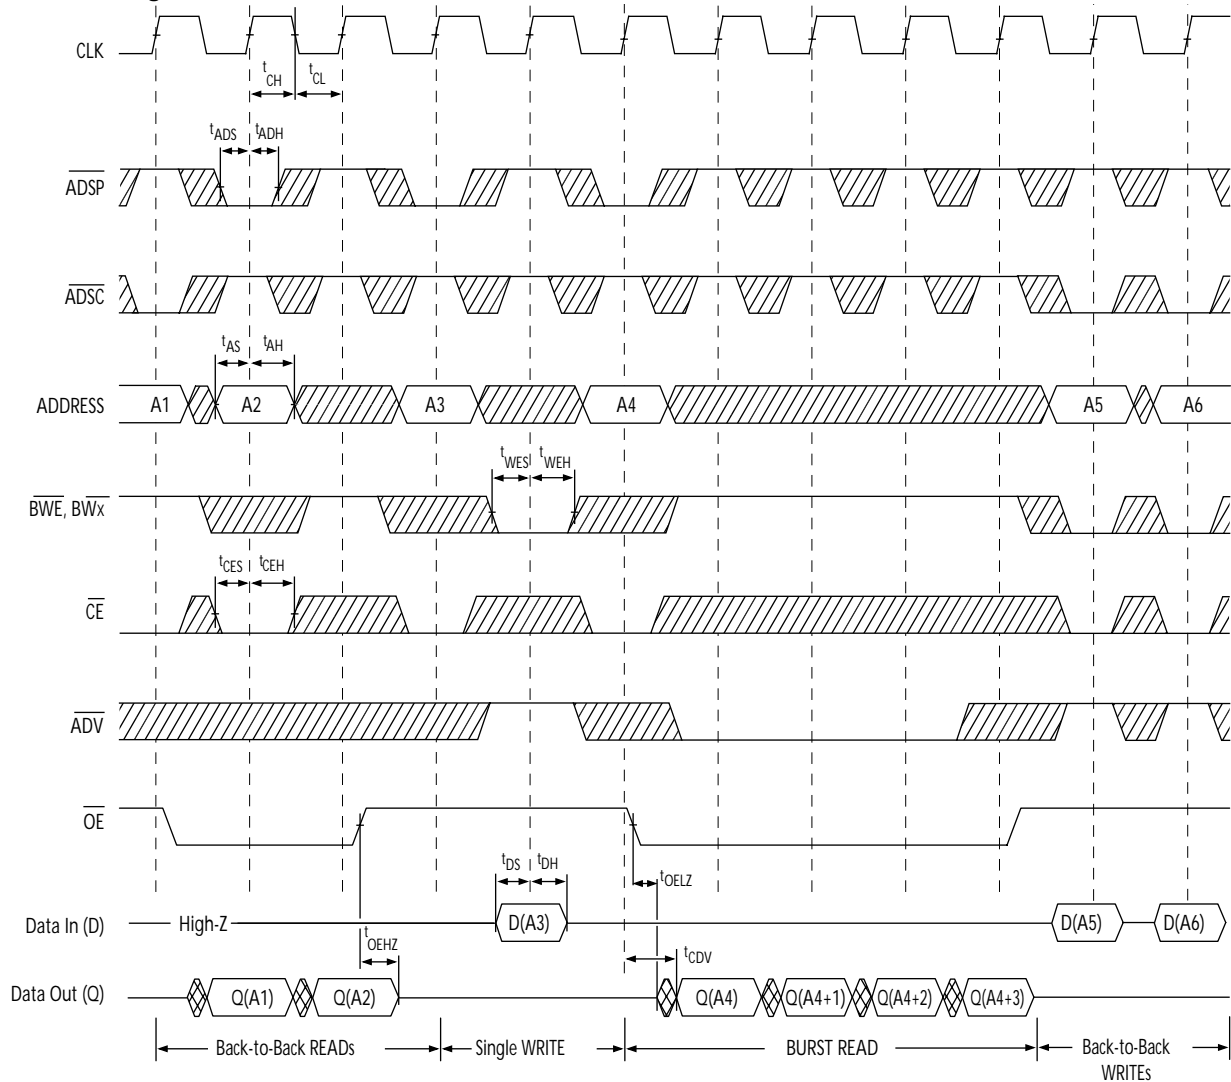 CLK
tCH
tCL
tADS
tADH
ADSP
ADSC
tAS
tAH
ADDRESS
A1
A2
A3
A4
A5
A6
tWES
tWEH
BWE, BWx
tCES
tCEH
CE
ADV
OE
tDS
tDH
tOELZ
Data In (D)
High-Z
D(A3)
D(A5)
D(A6)
tOEHZ
tCDV
Data Out (Q)
Q(A1)
Q(A2)
Q(A4)
Q(A4+1)
Q(A4+2)
Q(A4+3)
Back-to-Back READs
Single WRITE
BURST READ
Back-to-Back
WRITEs